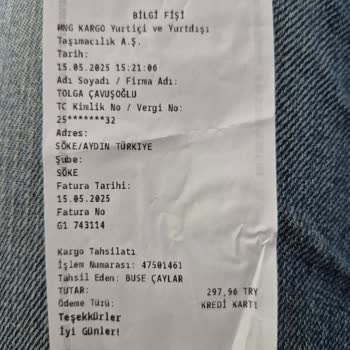 BİLGİ FİŞİ
MNG KARGO Yurtiçi ve Yurtdışı
Taşımacılık A.Ş.
Tarih:
15.05.2025 15:21:06
Adı Soyadı / Firma Adı:
TOLGA ÇAVUŞOĞLU
TC Kimlik No / Vergi No:
25*******32
Adres:
SÖKE/AYDIN TÜRKIYE
Şube:
SÖKE
Fatura Tarihi:
15.05.2025
Fatura No
G1 743114
Kargo Tahsilatı
İşlem Numarası: 47501461
Tahsil Eden: BUSE ÇAYLAR
TUTAR: 297,96 TRY
Ödeme Türü: KREDİ KARTI
Teşekkürler
İyi Günler!